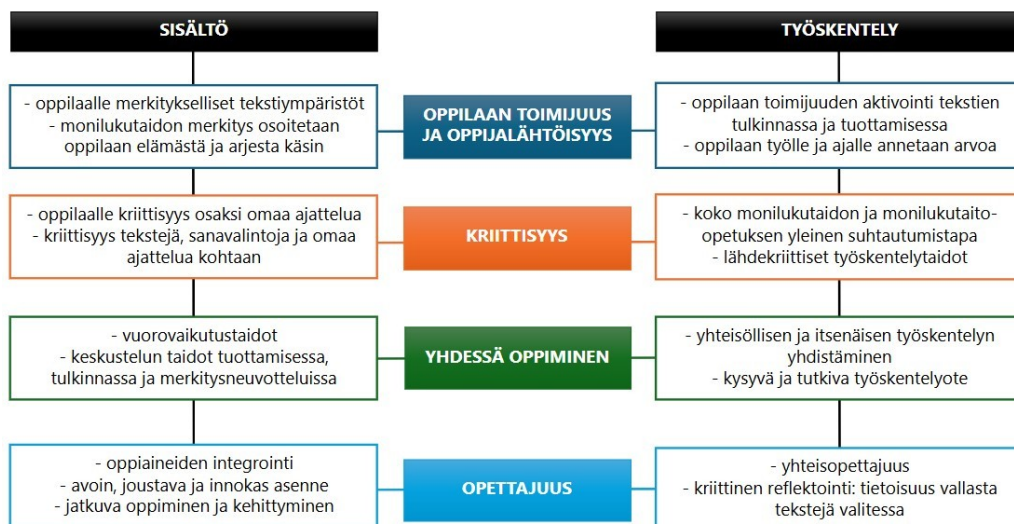 SISÄLTÖ
TYÖSKENTELY
- oppilaalle merkitykselliset tekstiympäristöt
- monilukutaidon merkitys osoitetaan
oppilaan elämästä ja arjesta käsin
OPPILAAN TOIMIJUUS
JA OPPIJALÄHTÖISYYS
- oppilaan toimijuuden aktivointi tekstien
tulkinnassa ja tuottamisessa
- oppilaan työlle ja ajalle annetaan arvoa
- oppilaalle kriittisyys osaksi omaa ajattelua
- kriittisyys tekstejä, sanavalintoja ja omaa
ajattelua kohtaan
KRIITTISYYS
- koko monilukutaidon ja monilukutaito-
opetuksen yleinen suhtautumistapa
- lähdekriittiset työskentelytaidot
- vuorovaikutustaidot
- keskustelun taidot tuottamisessa,
tulkinnassa ja merkitysneuvotteluissa
YHDESSÄ OPPIMINEN
- yhteisöllisen ja itsenäisen työskentelyn
yhdistäminen
- kysyvä ja tutkiva työskentelyote
- oppiaineiden integrointi
- avoin, joustava ja innokas asenne
- jatkuva oppiminen ja kehittyminen
OPETTAJUUS
- yhteisopettajuus
- kriittinen reflektointi: tietoisuus vallasta
tekstejä valitessa